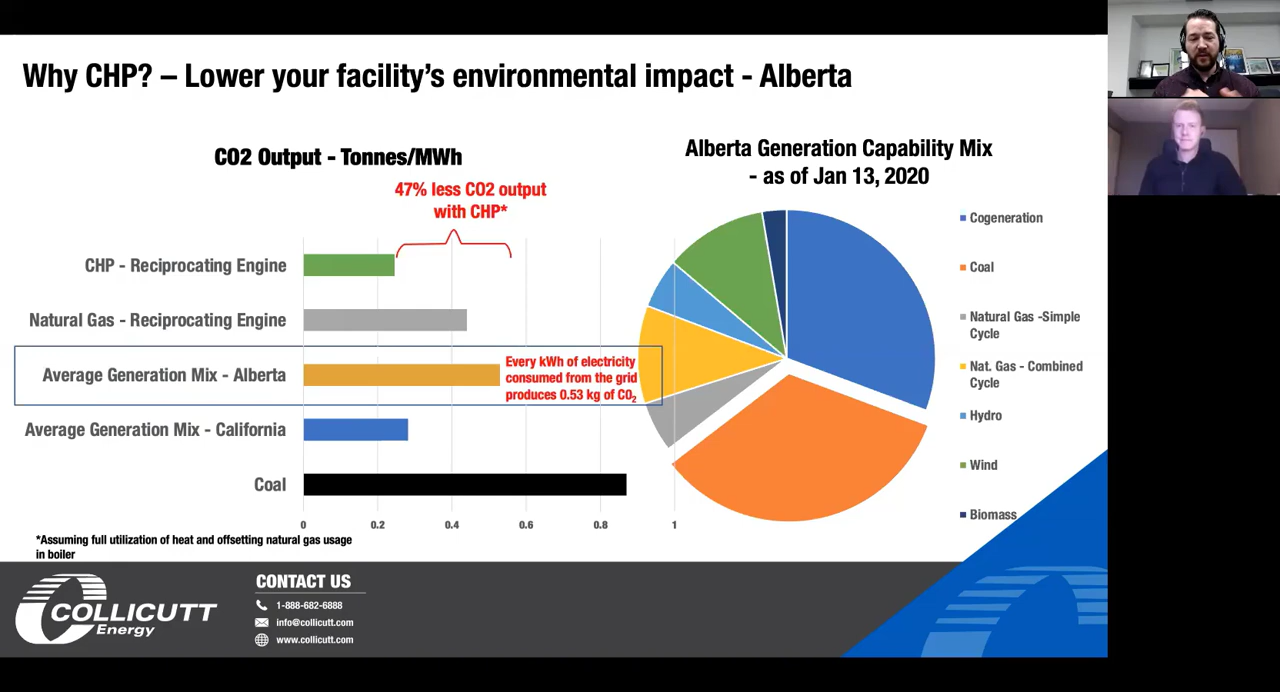 Why CHP? – Lower your facility's environmental impact - Alberta
CO2 Output - Tonnes/MWh
47% less CO2 output
with CHP*
CHP - Reciprocating Engine
Natural Gas - Reciprocating Engine
Average Generation Mix - Alberta
Every kWh of electricity
consumed from the grid
produces 0.53 kg of CO₂
Average Generation Mix - California
Coal
0 0.2 0.4 0.6 0.8 1
*Assuming full utilization of heat and offsetting natural gas usage
in boiler
Alberta Generation Capability Mix
- as of Jan 13, 2020
Cogeneration
Coal
Natural Gas -Simple
Cycle
Nat. Gas - Combined
Cycle
Hydro
Wind
Biomass
COLLICUTT
Energy
CONTACT US
1-888-682-6888
info@collicutt.com
www.collicutt.com